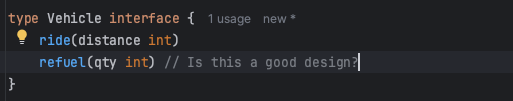 type Vehicle interface { 1 usage new *
    ride(distance int)
    refuel(qty int) // Is this a good design?
}